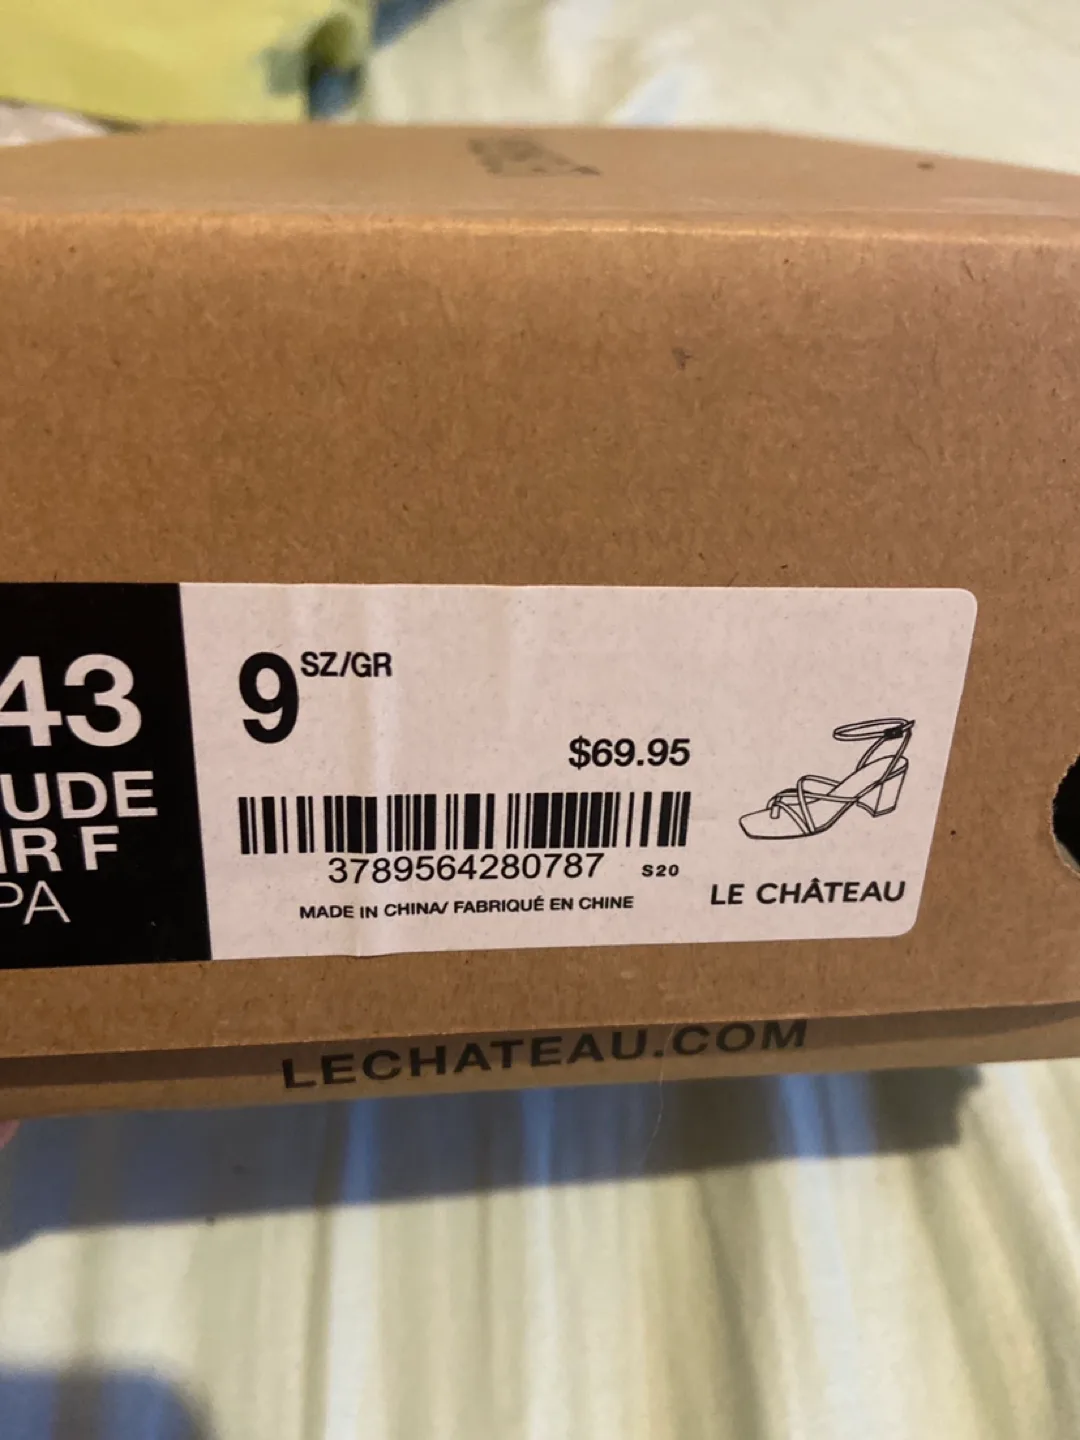 43
UDE
IR F
PA
9 SZ/GR
$69.95
3789564280787 S20
MADE IN CHINA/ FABRIQUÉ EN CHINE
LE CHÂTEAU
LECHATEAU.COM